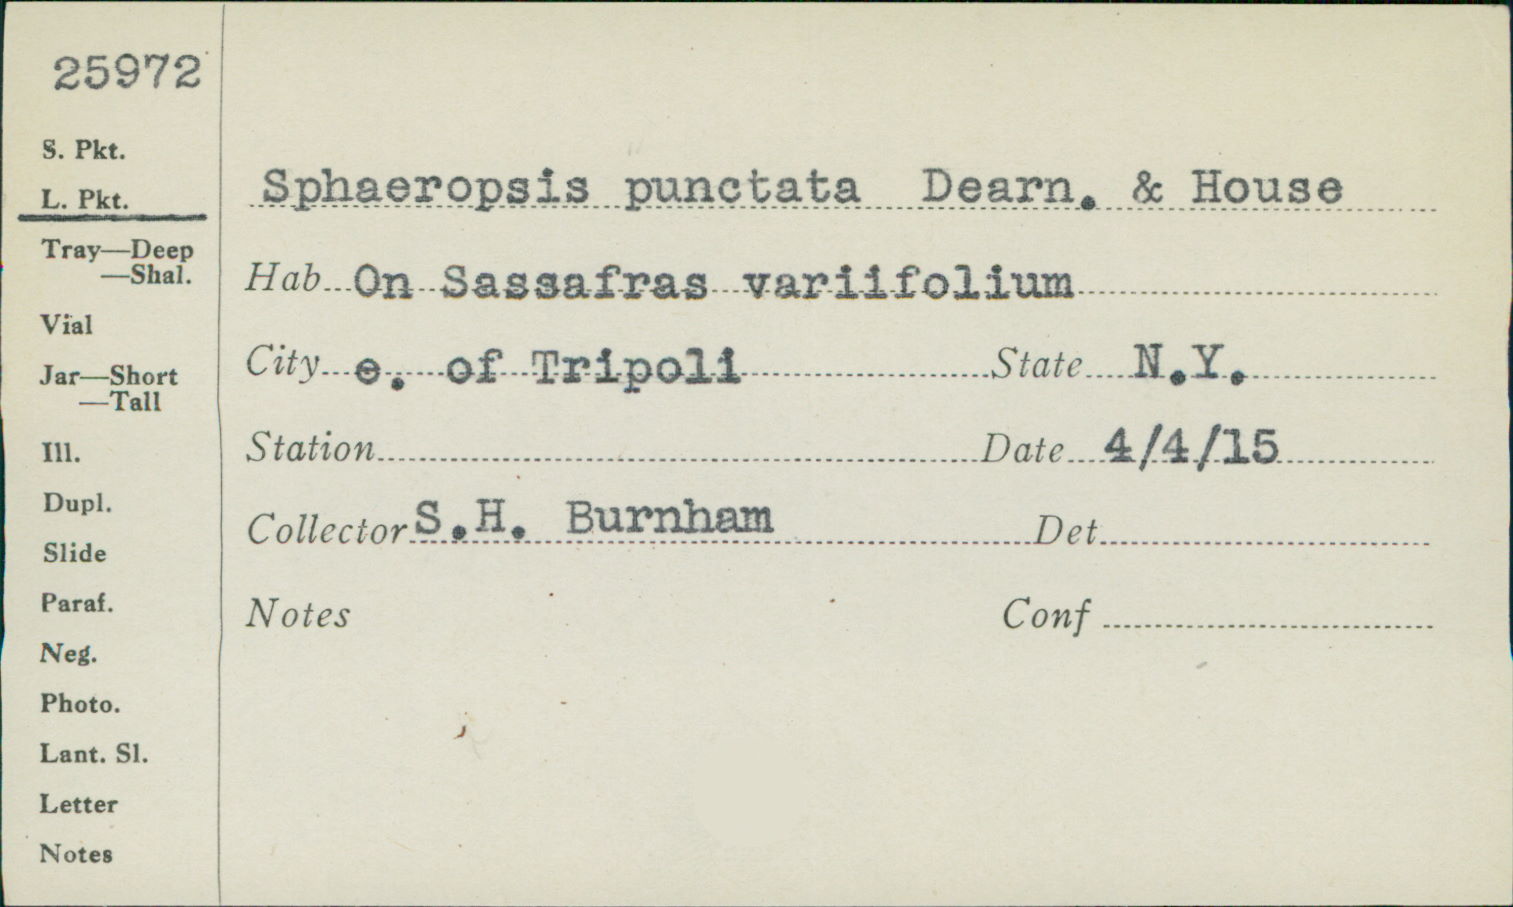 25972
S. Pkt.
L. Pkt.
Tray—Deep
—Shal.
Vial
Jar—Short
—Tall
Ill.
Dupl.
Slide
Paraf.
Neg.
Photo.
Lant. Sl.
Letter
Notes
Sphaeropsis punctata Dearn. & House
Hab On Sassafras variifolium
City e. of Tripoli State N.Y.
Station Date 4/4/15
Collector S.H. Burnham Det
Notes Conf